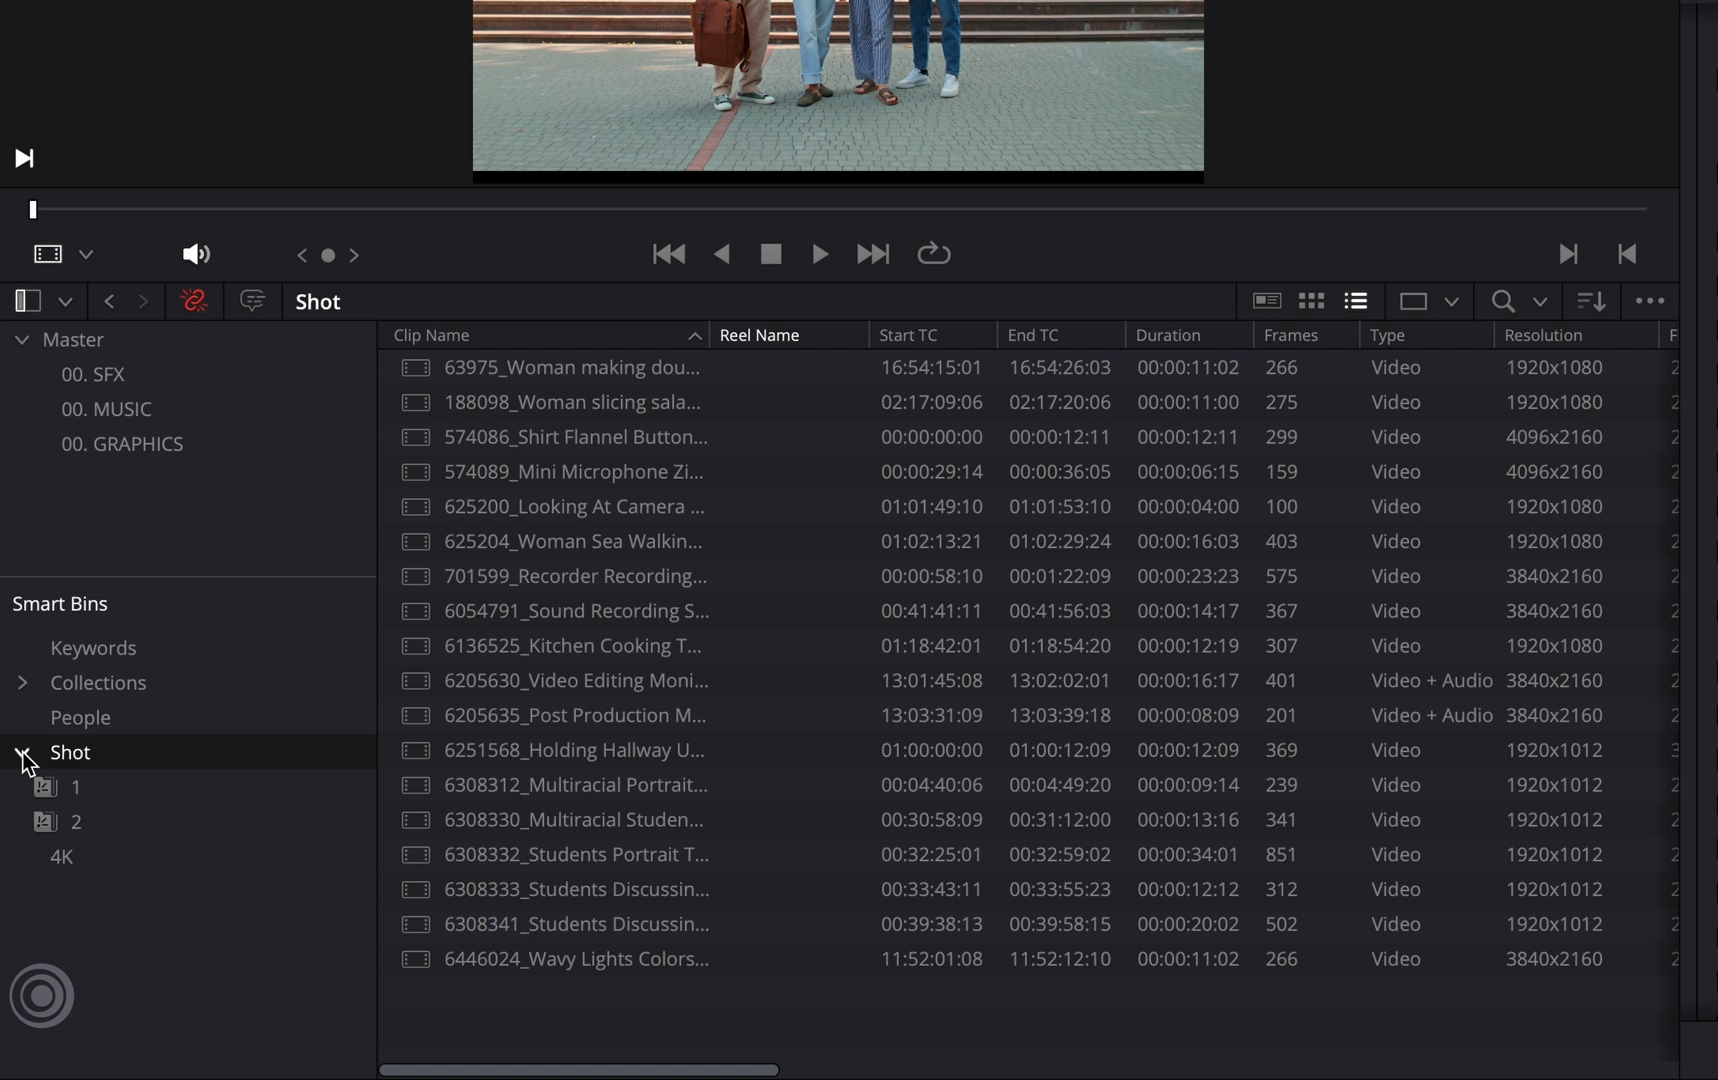 Shot
Master
00. SFX
00. MUSIC
00. GRAPHICS
Smart Bins
Keywords
Collections
People
Shot
1
2
4K
Clip Name Reel Name Start TC End TC Duration Frames Type Resolution F
63975_Woman making dou... 16:54:15:01 16:54:26:03 00:00:11:02 266 Video 1920x1080 2
188098_Woman slicing sala... 02:17:09:06 02:17:20:06 00:00:11:00 275 Video 1920x1080 2
574086_Shirt Flannel Button... 00:00:00:00 00:00:12:11 00:00:12:11 299 Video 4096x2160 2
574089_Mini Microphone Zi... 00:00:29:14 00:00:36:05 00:00:06:15 159 Video 4096x2160 2
625200_Looking At Camera ... 01:01:49:10 01:01:53:10 00:00:04:00 100 Video 1920x1080 2
625204_Woman Sea Walkin... 01:02:13:21 01:02:29:24 00:00:16:03 403 Video 1920x1080 2
701599_Recorder Recording... 00:00:58:10 00:01:22:09 00:00:23:23 575 Video 3840x2160 2
6054791_Sound Recording S... 00:41:41:11 00:41:56:03 00:00:14:17 367 Video 3840x2160 2
6136525_Kitchen Cooking T... 01:18:42:01 01:18:54:20 00:00:12:19 307 Video 1920x1080 2
6205630_Video Editing Moni... 13:01:45:08 13:02:02:01 00:00:16:17 401 Video + Audio 3840x2160 2
6205635_Post Production M... 13:03:31:09 13:03:39:18 00:00:08:09 201 Video + Audio 3840x2160 2
6251568_Holding Hallway U... 01:00:00:00 01:00:12:09 00:00:12:09 369 Video 1920x1012 3
6308312_Multiracial Portrait... 00:04:40:06 00:04:49:20 00:00:09:14 239 Video 1920x1012 2
6308330_Multiracial Studen... 00:30:58:09 00:31:12:00 00:00:13:16 341 Video 1920x1012 2
6308332_Students Portrait T... 00:32:25:01 00:32:59:02 00:00:34:01 851 Video 1920x1012 2
6308333_Students Discussin... 00:33:43:11 00:33:55:23 00:00:12:12 312 Video 1920x1012 2
6308341_Students Discussin... 00:39:38:13 00:39:58:15 00:00:20:02 502 Video 1920x1012 2
6446024_Wavy Lights Colors... 11:52:01:08 11:52:12:10 00:00:11:02 266 Video 3840x2160 2